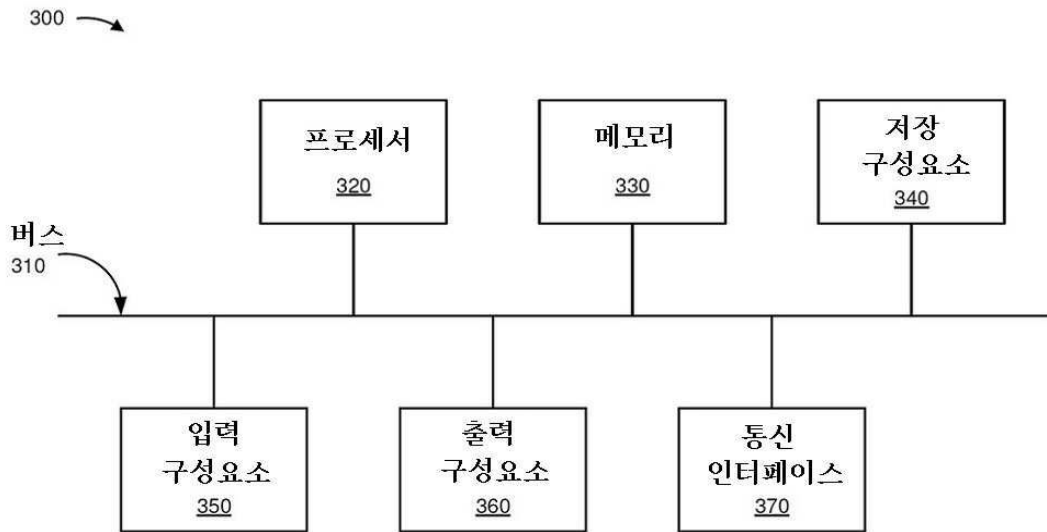 300
프로세서
320
메모리
330
저장
구성요소
340
버스
310
입력
구성요소
350
출력
구성요소
360
통신
인터페이스
370